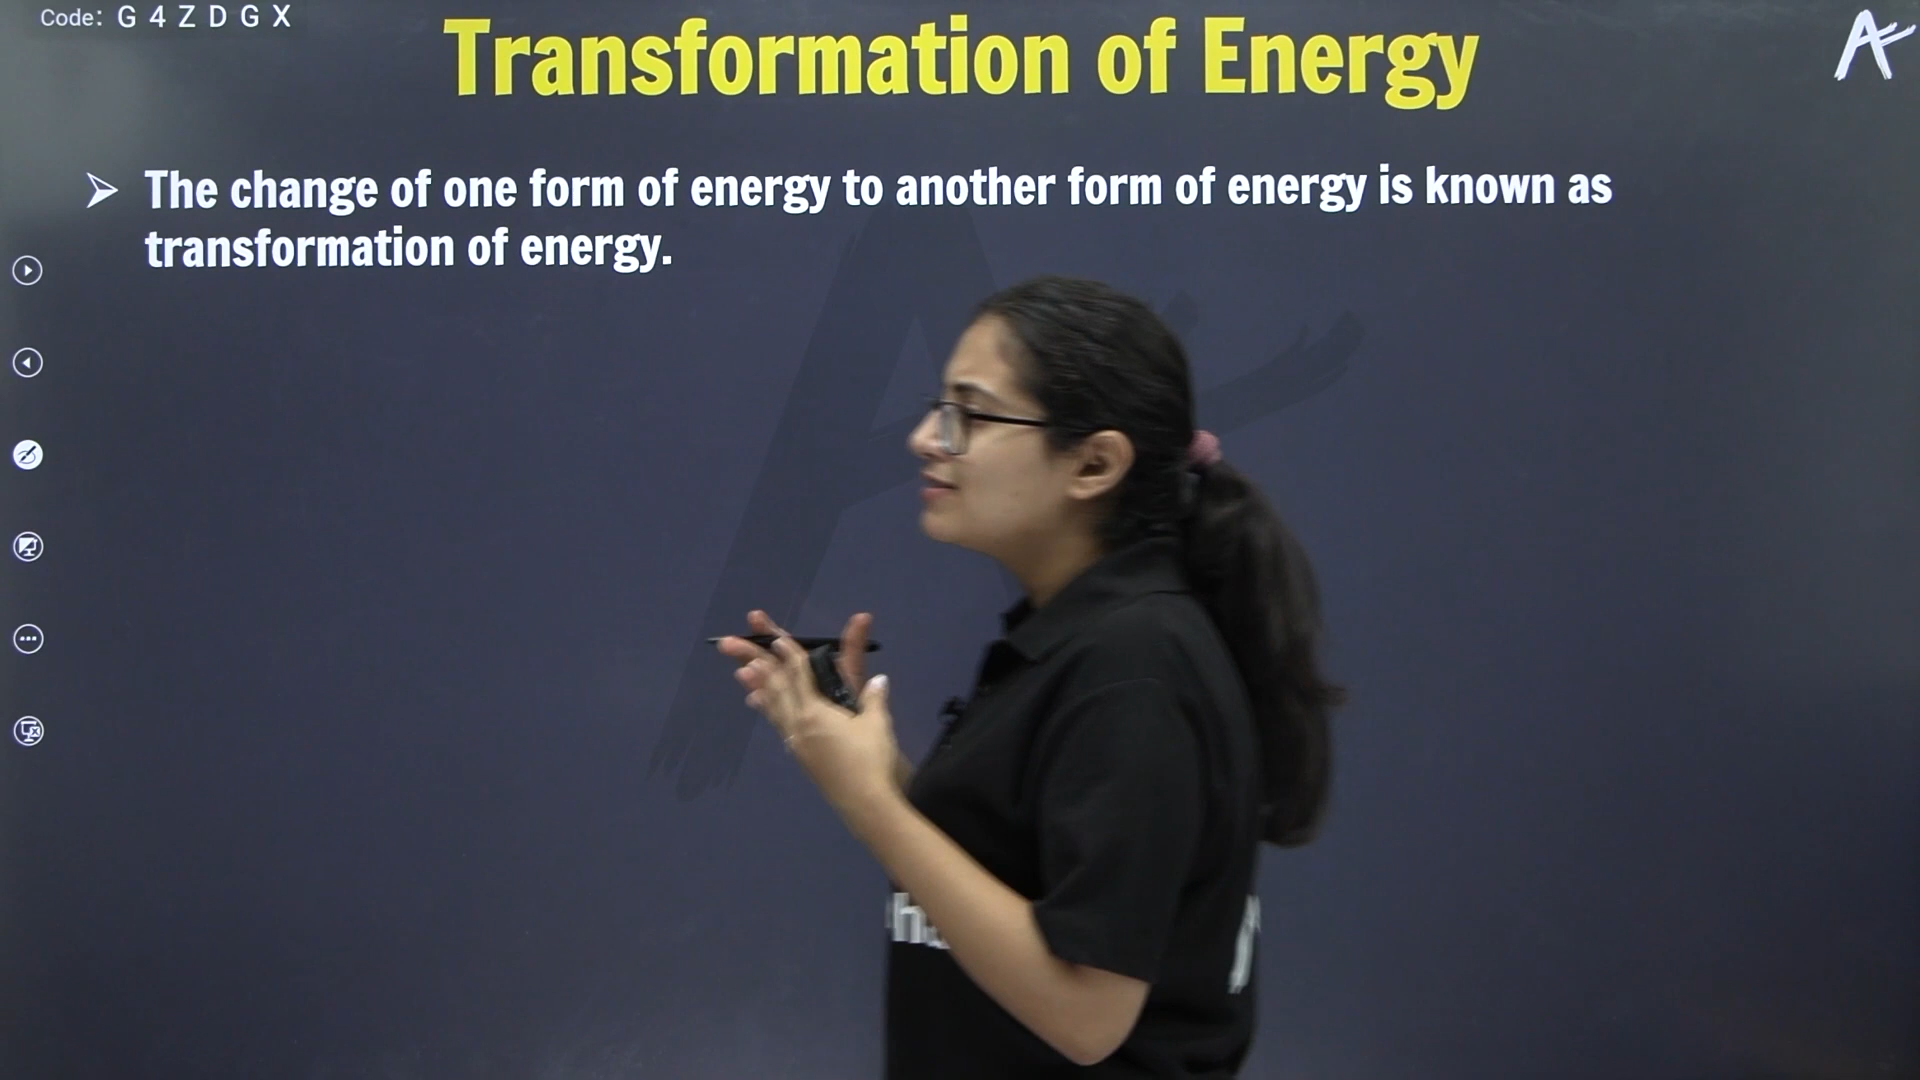 Code: G 4 Z D G X
Transformation of Energy
The change of one form of energy to another form of energy is known as
transformation of energy.